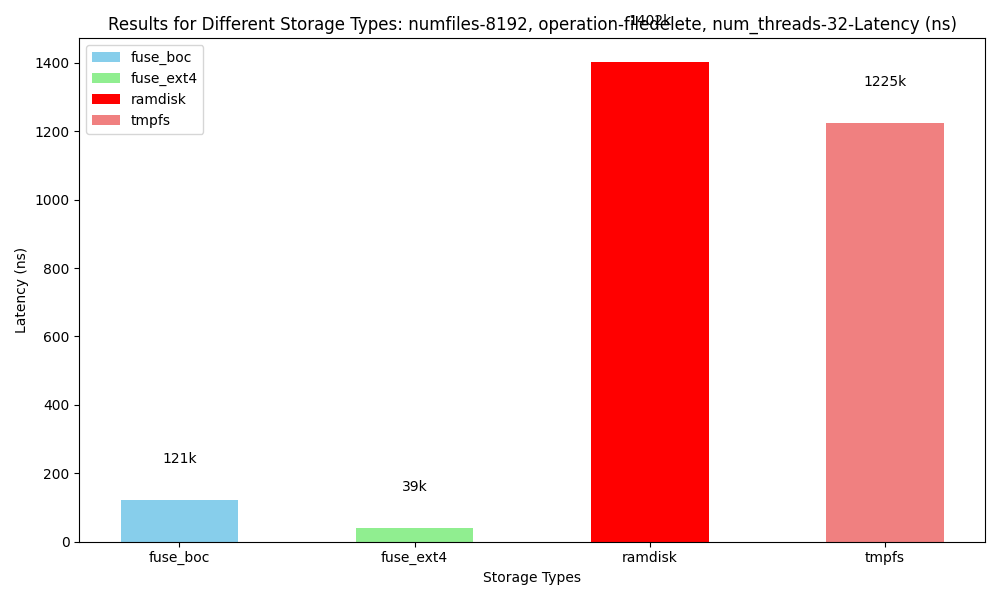 Results for Different Storage Types: numfiles-8192, operation-filedelete, num_threads-32-Latency (ns)
1402k
fuse_boc
fuse_ext4
ramdisk
tmpfs
1225k
121k
39k
1400
1200
1000
800
600
400
200
0
Latency (ns)
fuse_boc
fuse_ext4
ramdisk
tmpfs
Storage Types